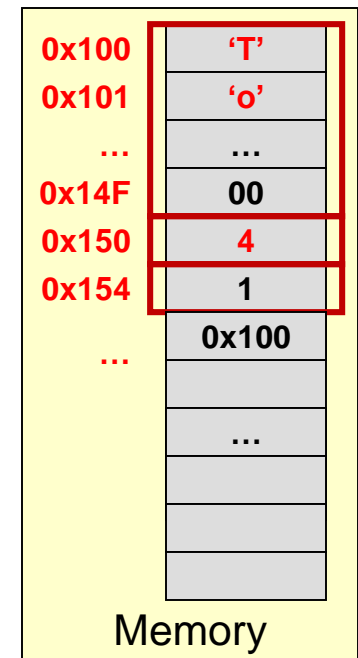 0x100 ‘T’
0x101 ‘o’
… …
0x14F 00
0x150 4
0x154 1
0x100
…
…
Memory